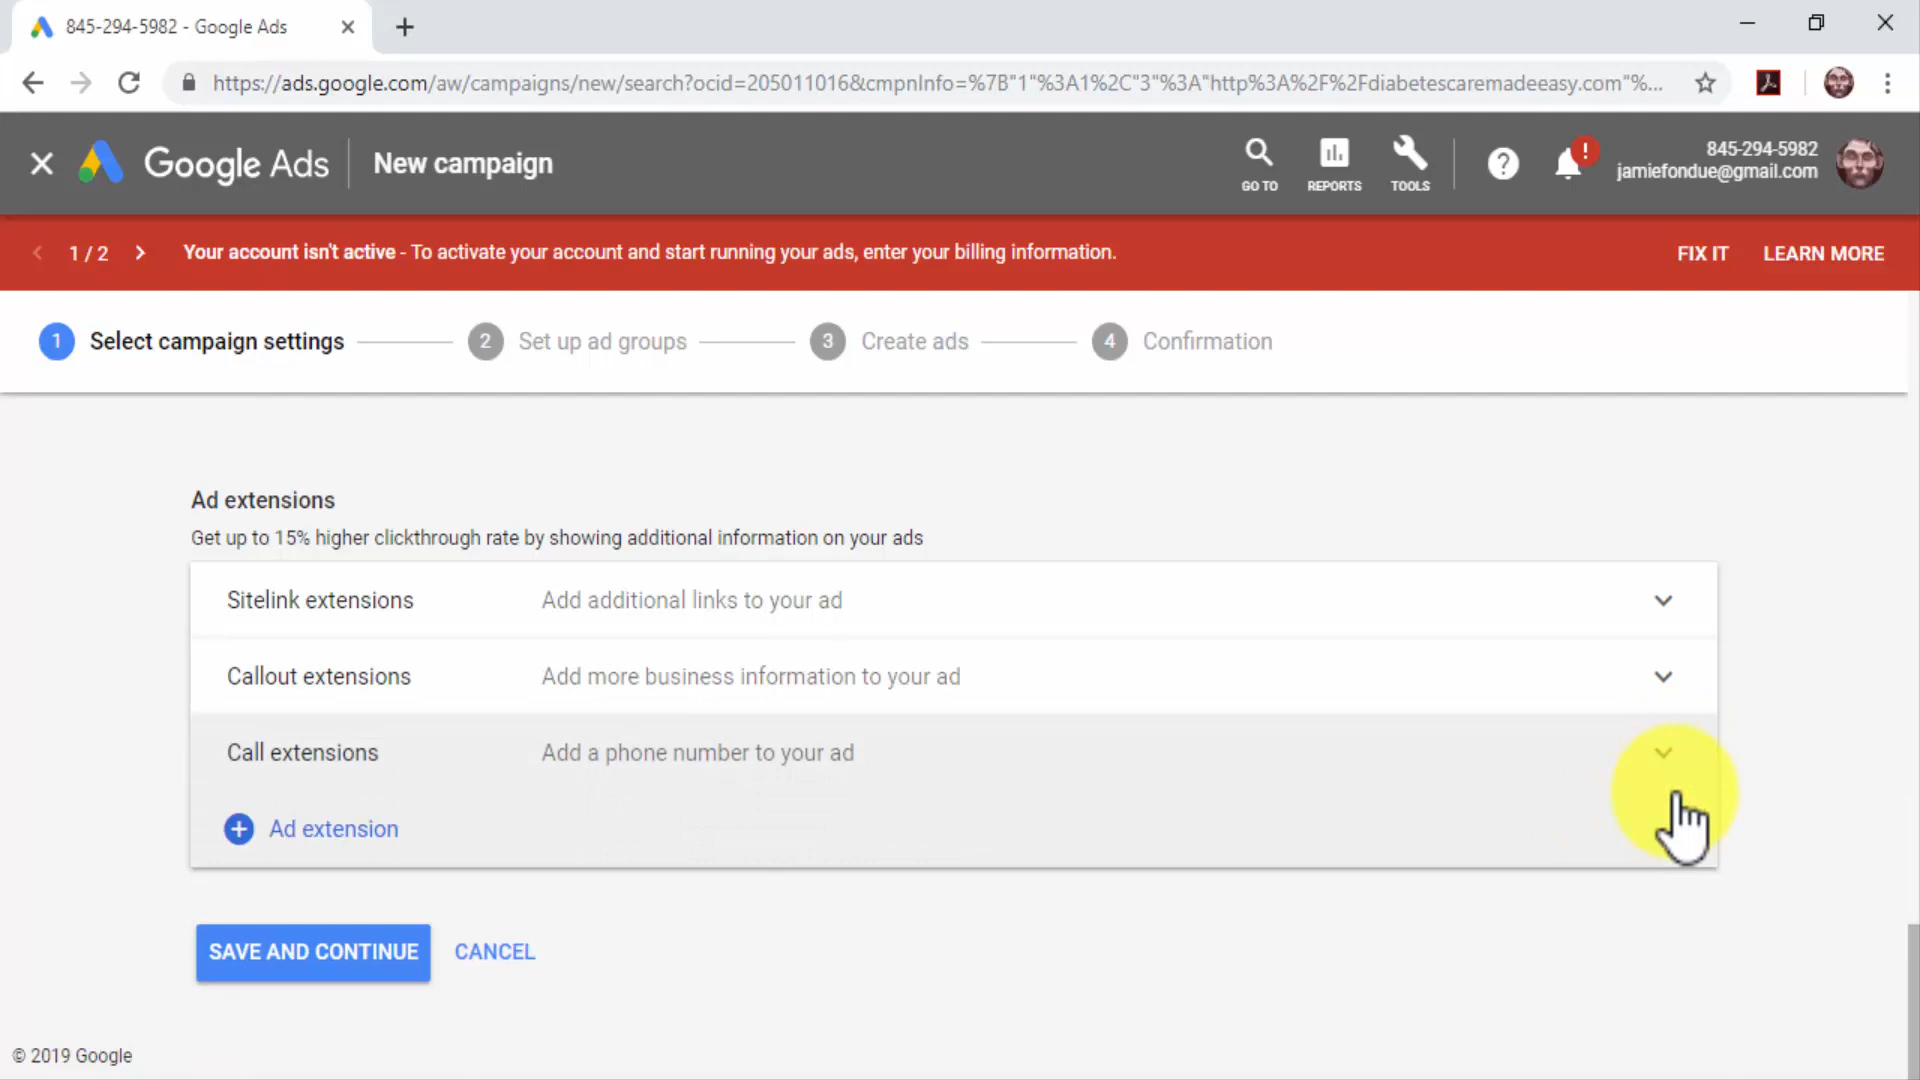 845-294-5982 - Google Ads
https://ads.google.com/aw/campaigns/new/search?ocid=205011016&cmpnInfo=%7B"1"%3A1%2C"3"%3A"http%3A%2F%2Fdiabetescaremadeeasy.com"%...
Google Ads
New campaign
GO TO
REPORTS
TOOLS
?
!
845-294-5982
jamiefondue@gmail.com
1 / 2
Your account isn't active - To activate your account and start running your ads, enter your billing information.
FIX IT
LEARN MORE
1 Select campaign settings
2 Set up ad groups
3 Create ads
4 Confirmation
Ad extensions
Get up to 15% higher clickthrough rate by showing additional information on your ads
Sitelink extensions
Add additional links to your ad
Callout extensions
Add more business information to your ad
Call extensions
Add a phone number to your ad
Ad extension
SAVE AND CONTINUE
CANCEL
© 2019 Google